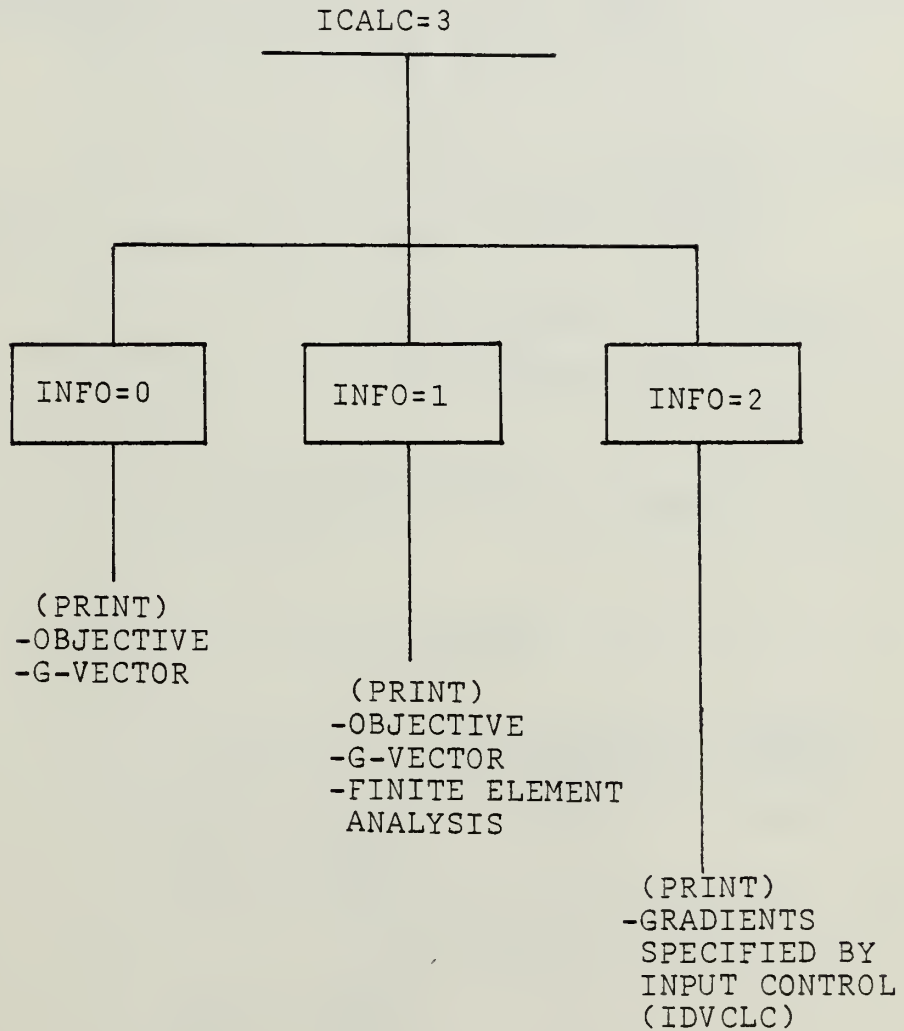 ICALC=3
INFO=0
INFO=1
INFO=2
(PRINT)
-OBJECTIVE
-G-VECTOR
(PRINT)
-OBJECTIVE
-G-VECTOR
-FINITE ELEMENT
ANALYSIS
(PRINT)
-GRADIENTS
SPECIFIED BY
INPUT CONTROL
(IDVCLC)